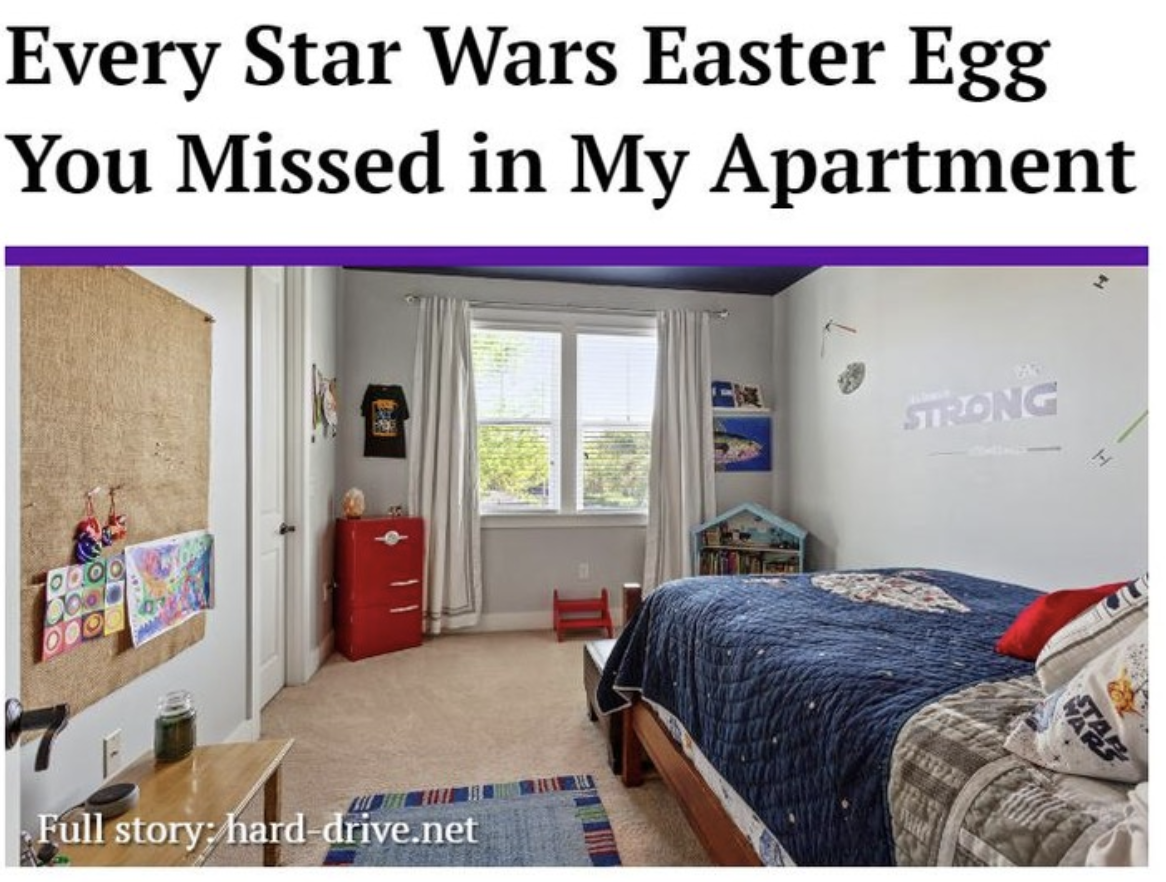 Every Star Wars Easter Egg
You Missed in My Apartment
STRONG
STAR
WARS
Full story: hard-drive.net